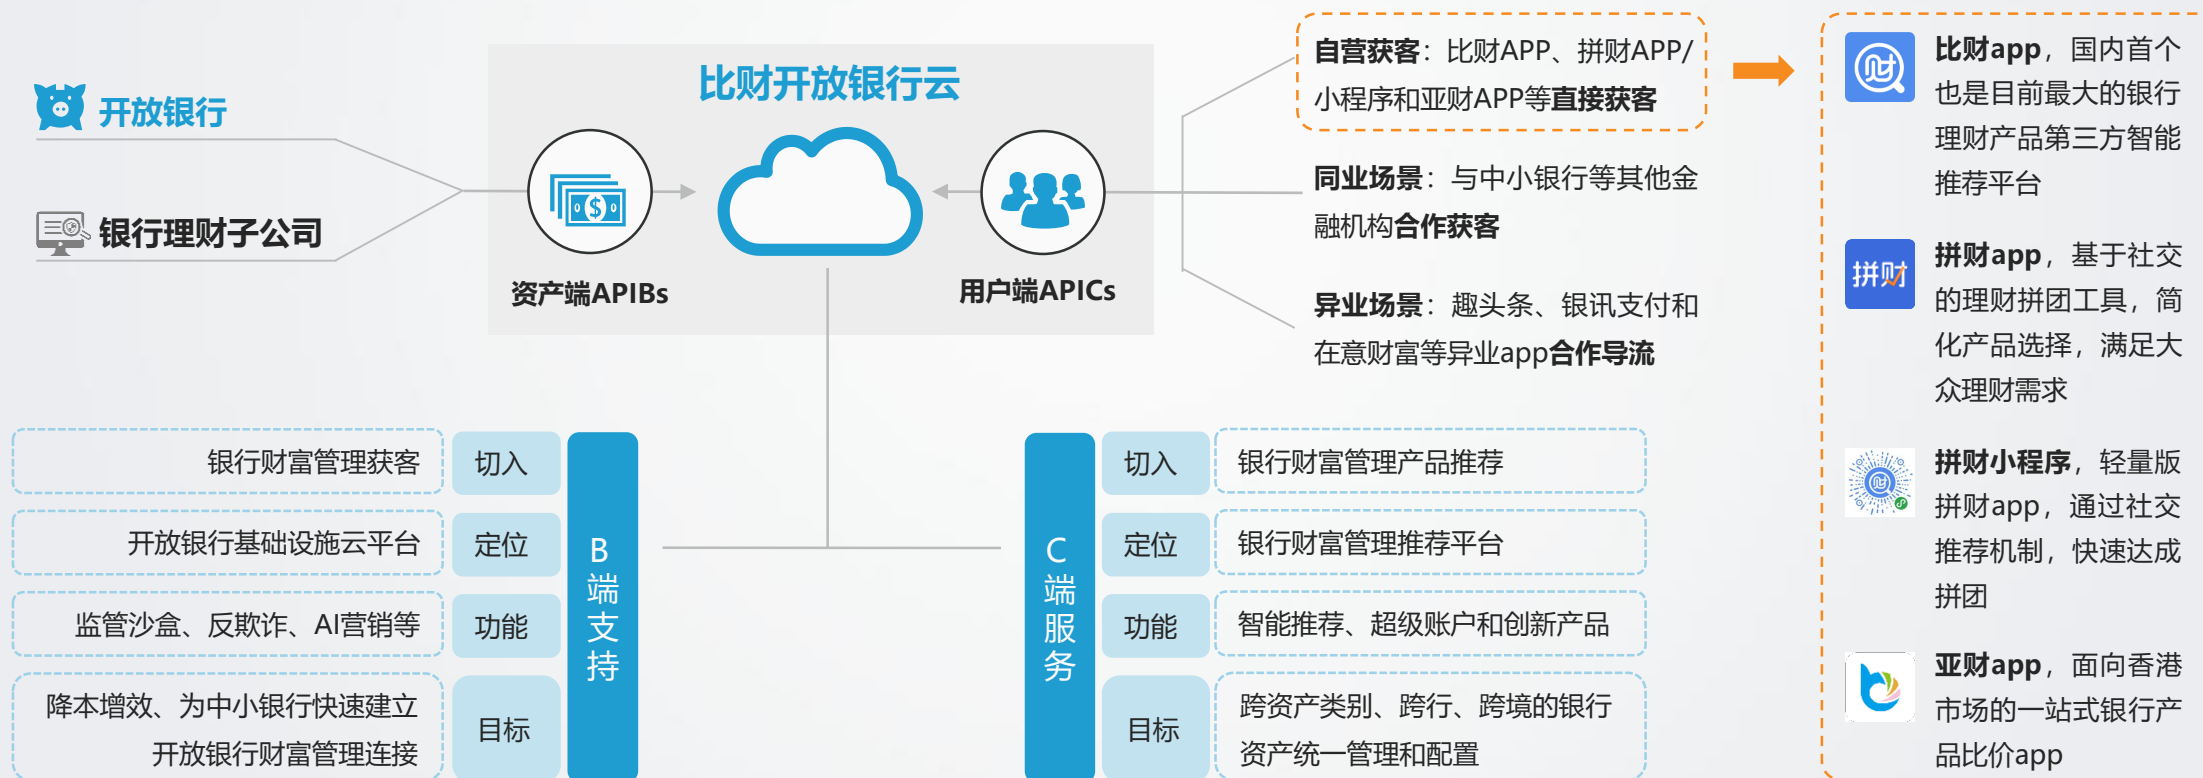 比财开放银行云
开放银行
银行理财子公司
资产端APIBs
用户端APICs
自营获客：比财APP、拼财APP/
小程序和亚财APP等直接获客
同业场景：与中小银行等其他金
融机构合作获客
异业场景：趣头条、银讯支付和
在意财富等异业app合作导流
财
比财app，国内首个
也是目前最大的银行
理财产品第三方智能
推荐平台
拼财
拼财app，基于社交
的理财拼团工具，简
化产品选择，满足大
众理财需求
财
拼财小程序，轻量版
拼财app，通过社交
推荐机制，快速达成
拼团
亚财app，面向香港
市场的一站式银行产
品比价app
B端支持
切入
银行财富管理获客
定位
开放银行基础设施云平台
功能
监管沙盒、反欺诈、AI营销等
目标
降本增效、为中小银行快速建立
开放银行财富管理连接
C端服务
切入
银行财富管理产品推荐
定位
银行财富管理推荐平台
功能
智能推荐、超级账户和创新产品
目标
跨资产类别、跨行、跨境的银行
资产统一管理和配置